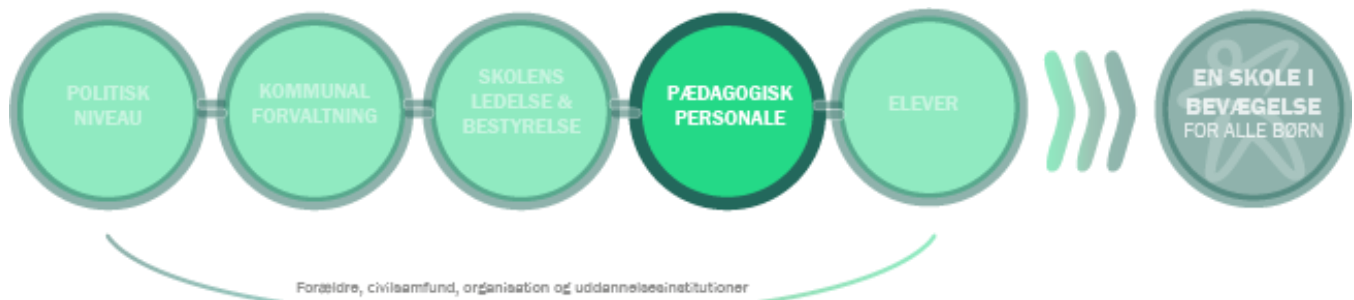 POLITISK
NIVEAU
KOMMUNAL
FORVALTNING
SKOLENS
LEDELSE &
BESTYRELSE
PÆDAGOGISK
PERSONALE
ELEVER
EN SKOLE I
BEVÆGELSE
FOR ALLE BØRN
Forældre, civilsamfund, organisation og uddannelsesinstitutioner